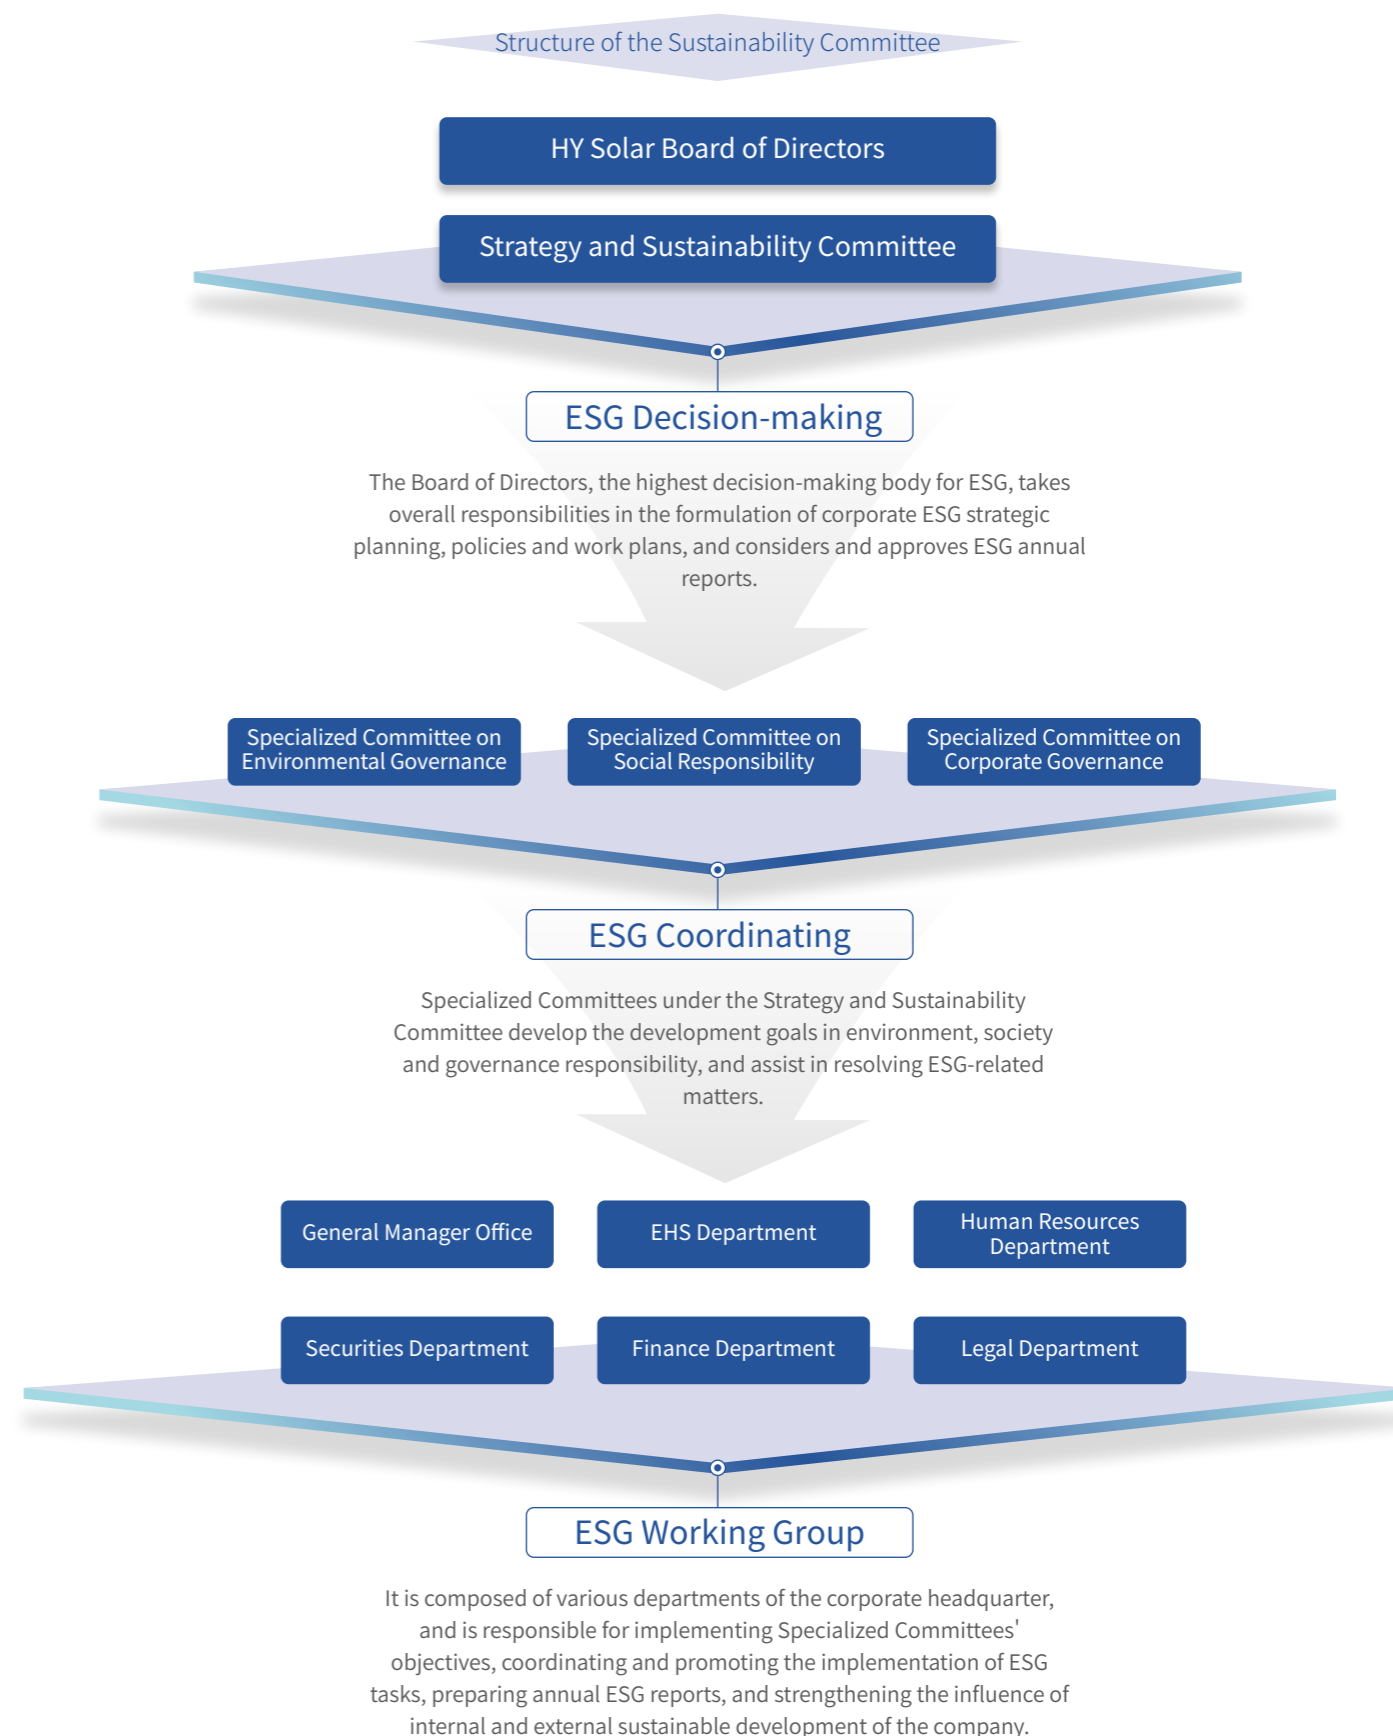 Structure of the Sustainability Committee
HY Solar Board of Directors
Strategy and Sustainability Committee
ESG Decision-making
The Board of Directors, the highest decision-making body for ESG, takes
overall responsibilities in the formulation of corporate ESG strategic
planning, policies and work plans, and considers and approves ESG annual
reports.
Specialized Committee on
Environmental Governance
Specialized Committee on
Social Responsibility
Specialized Committee on
Corporate Governance
ESG Coordinating
Specialized Committees under the Strategy and Sustainability
Committee develop the development goals in environment, society
and governance responsibility, and assist in resolving ESG-related
matters.
General Manager Office
EHS Department
Human Resources
Department
Securities Department
Finance Department
Legal Department
ESG Working Group
It is composed of various departments of the corporate headquarter,
and is responsible for implementing Specialized Committees'
objectives, coordinating and promoting the implementation of ESG
tasks, preparing annual ESG reports, and strengthening the influence of
internal and external sustainable development of the company.